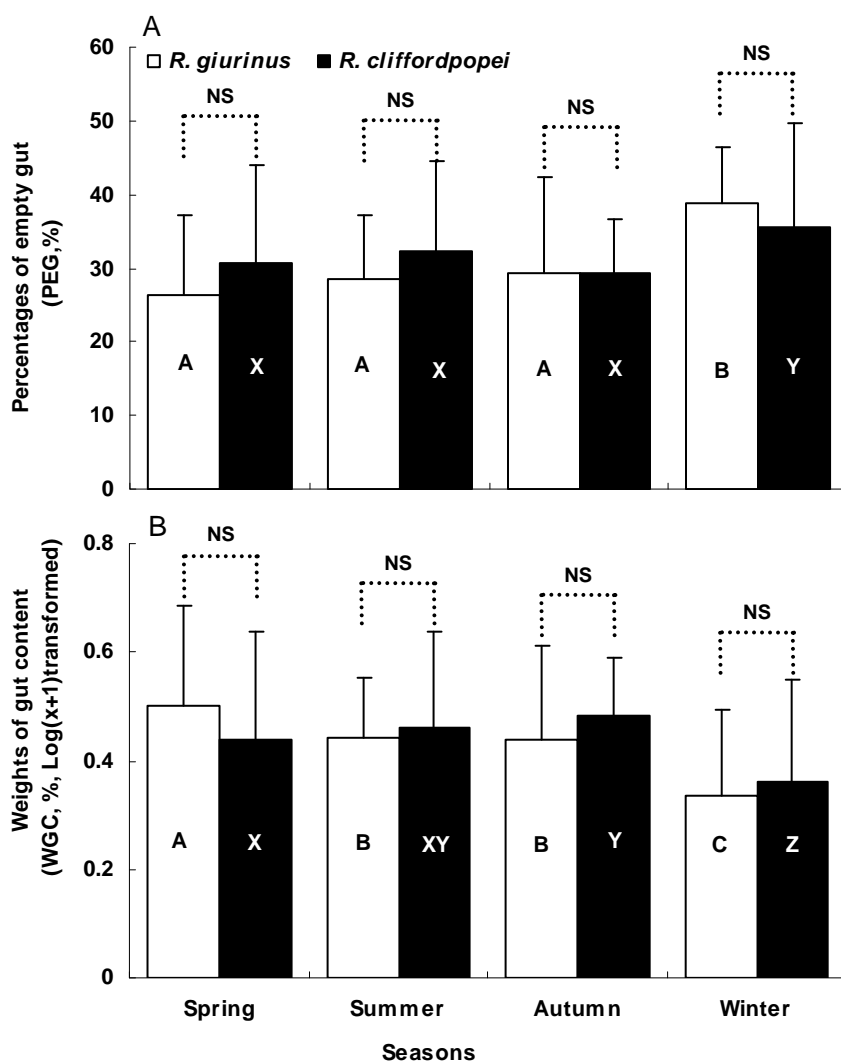 A
R. giurinus R. cliffordpopei
60
50
40
30
20
10
0
Percentages of empty gut
(PEG,%)
NS NS NS NS
A X A X A X B Y
B
0.8
0.6
0.4
0.2
0
Weights of gut content
(WGC, %, Log(x+1)transformed)
NS NS NS NS
A X B XY B Y C Z
Spring Summer Autumn Winter
Seasons